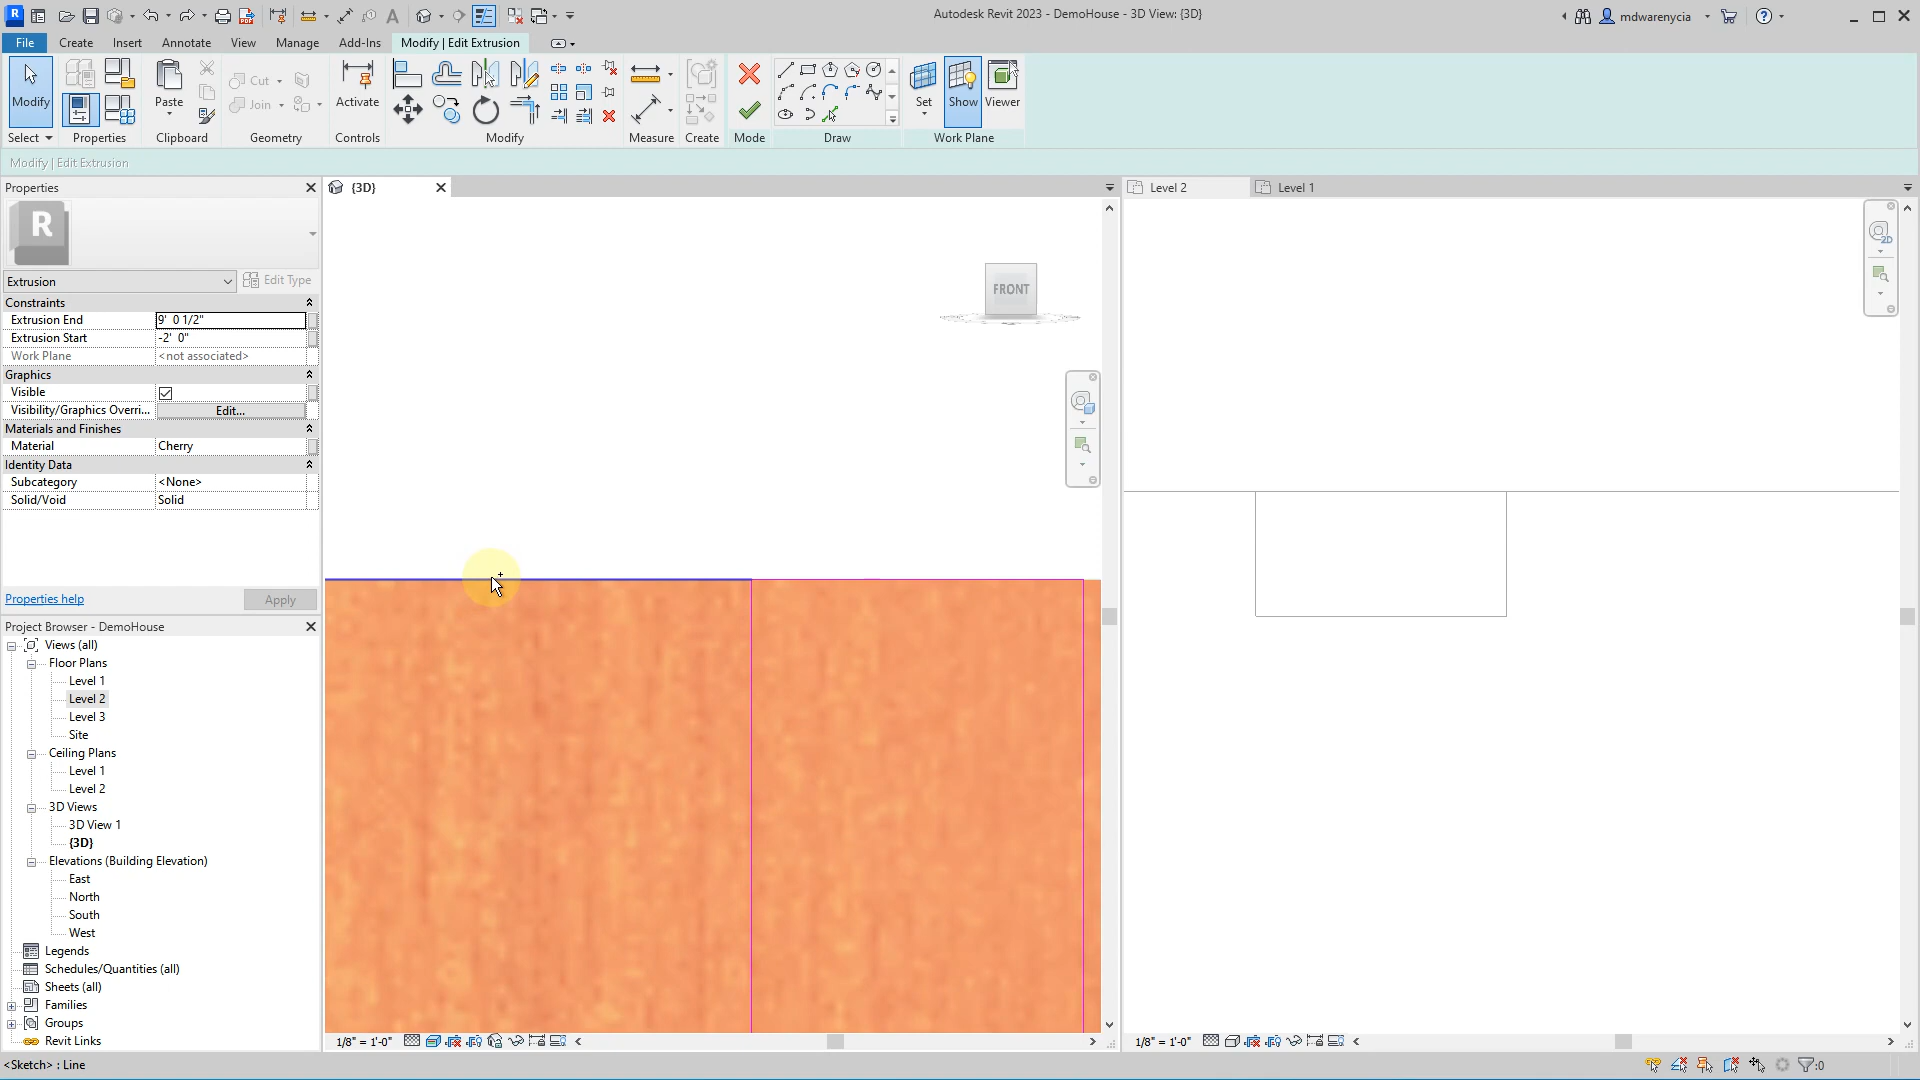 Autodesk Revit 2023 - DemoHouse - 3D View: {3D}
mdwarenycia
File
Create
Insert
Annotate
View
Manage
Add-Ins
Modify | Edit Extrusion
Modify
Paste
Cut
Join
Activate
Set
Show
Viewer
Select
Properties
Clipboard
Geometry
Controls
Modify
Measure
Create
Mode
Draw
Work Plane
Modify | Edit Extrusion
Properties
{3D}
Level 2
Level 1
R
Extrusion
Edit Type
Constraints
Extrusion End 9' 0 1/2"
Extrusion Start -2' 0"
Work Plane <not associated>
Graphics
Visible
Visibility/Graphics Overri... Edit...
Materials and Finishes
Material Cherry
Identity Data
Subcategory <None>
Solid/Void Solid
Properties help
Apply
FRONT
2D
Project Browser - DemoHouse
Views (all)
Floor Plans
Level 1
Level 2
Level 3
Site
Ceiling Plans
Level 1
Level 2
3D Views
3D View 1
{3D}
Elevations (Building Elevation)
East
North
South
West
Legends
Schedules/Quantities (all)
Sheets (all)
Families
Groups
Revit Links
1/8" = 1'-0"
1/8" = 1'-0"
<Sketch> : Line
:0